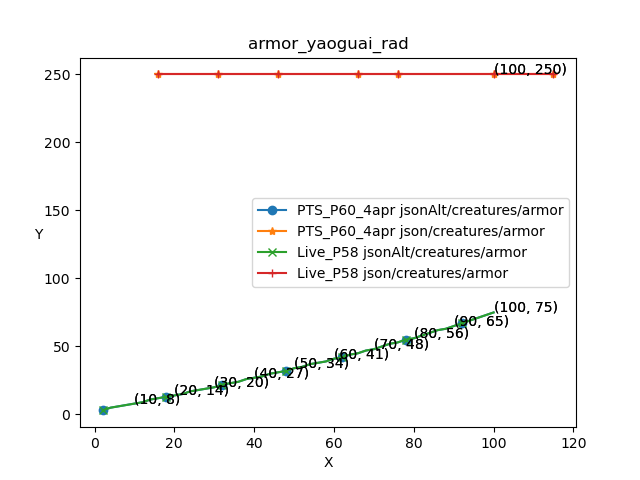 armor_yaoguai_rad
250
200
150
100
50
0
Y
(100, 250)
PTS_P60_4apr jsonAlt/creatures/armor
PTS_P60_4apr json/creatures/armor
Live_P58 jsonAlt/creatures/armor
Live_P58 json/creatures/armor
(100, 75)
(90, 65)
(80, 56)
(70, 48)
(60, 41)
(50, 34)
(40, 27)
(30, 20)
(20, 14)
(10, 8)
0 20 40 60 80 100 120
X